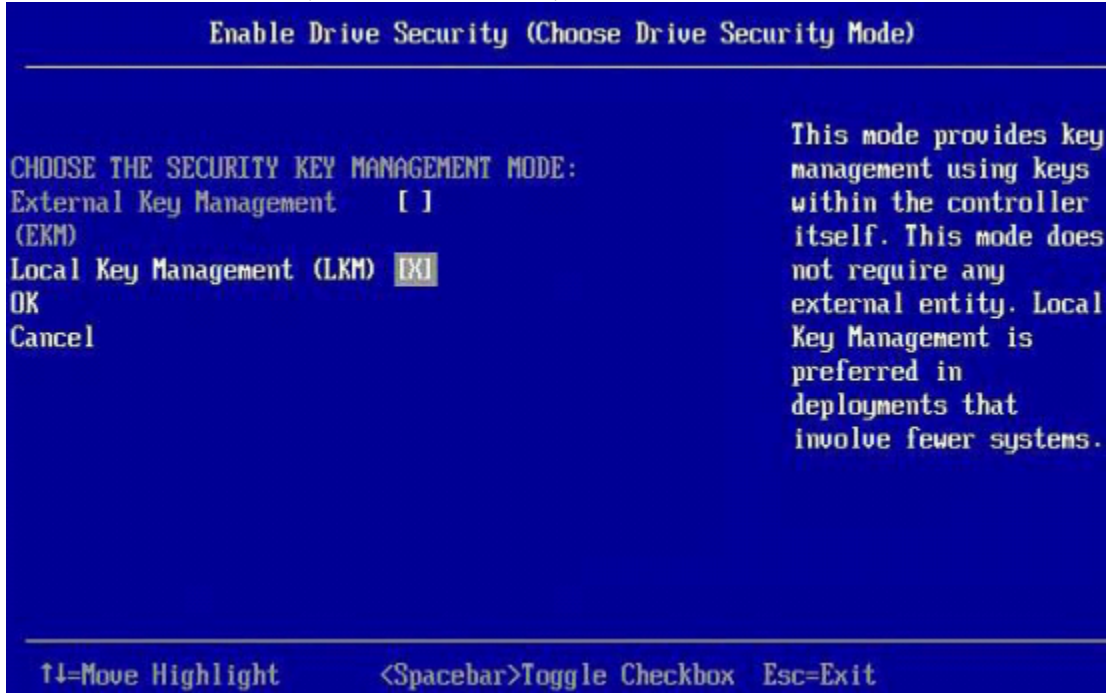 Enable Drive Security (Choose Drive Security Mode)
CHOOSE THE SECURITY KEY MANAGEMENT MODE:
External Key Management [ ]
(EKM)
Local Key Management (LKM) [X]
OK
Cancel
This mode provides key
management using keys
within the controller
itself. This mode does
not require any
external entity. Local
Key Management is
preferred in
deployments that
involve fewer systems.
↑↓=Move Highlight <Spacebar>Toggle Checkbox Esc=Exit